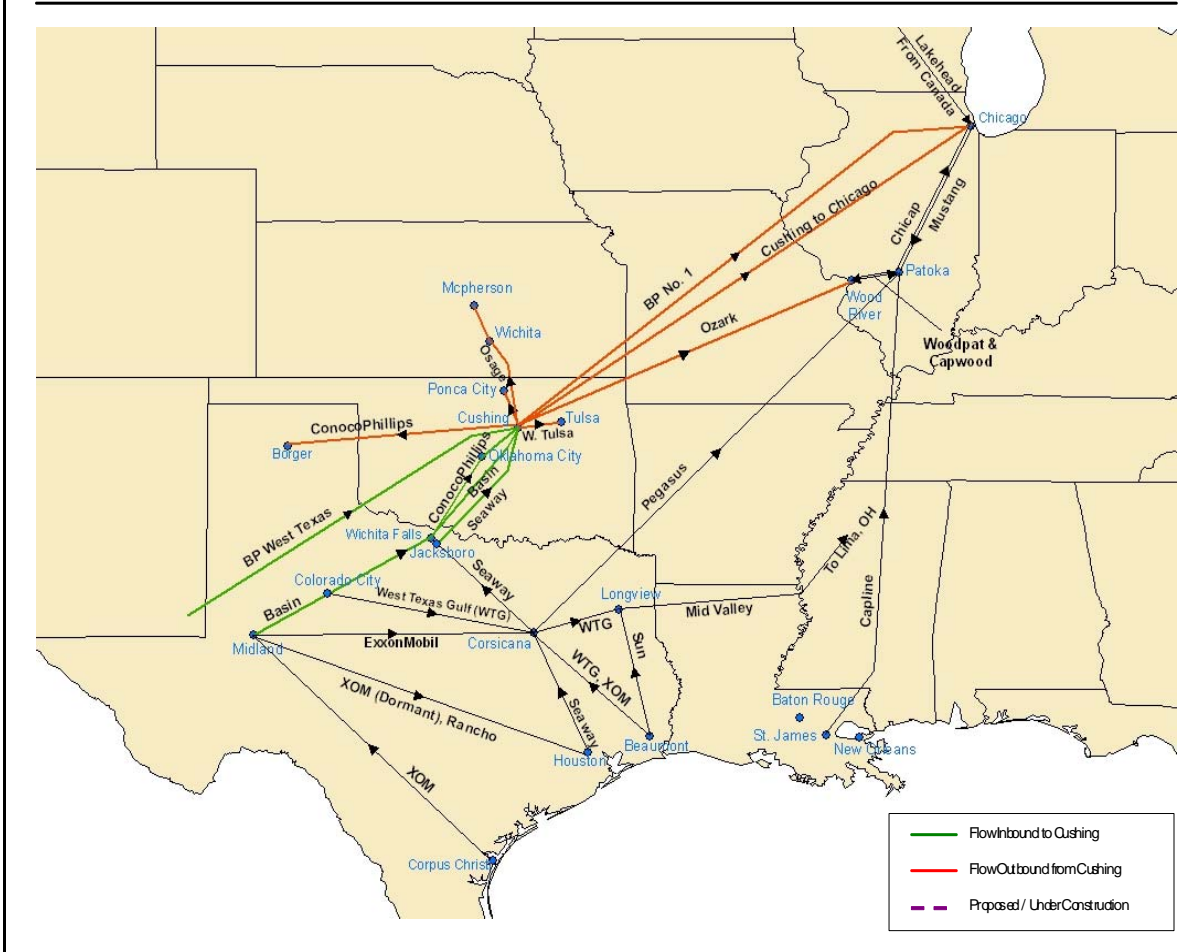 Lakehead
From Canada
Chicago
Chicap
Mustang
Cushing to Chicago
BP No. 1
Patoka
Wood
River
Mcpherson
Wichita
Ozark
Woodpat &
Capwood
Osage
Ponca City
Cushing
Tulsa
W. Tulsa
ConocoPhillips
Borger
ConocoPhillips
Oklahoma City
Basin
Seaway
Pegasus
BP West Texas
Wichita Falls
Jacksboro
To Lima, OH
Capline
Colorado City
Seaway
Basin
West Texas Gulf (WTG)
Longview
Mid Valley
WTG
Corsicana
ExxonMobil
Midland
Sun
WTG, XOM
XOM (Dormant), Rancho
Seaway
Baton Rouge
St. James
New Orleans
Beaumont
Houston
XOM
Corpus Christi
Flow Inbound to Cushing
Flow Outbound from Cushing
Proposed / Under Construction